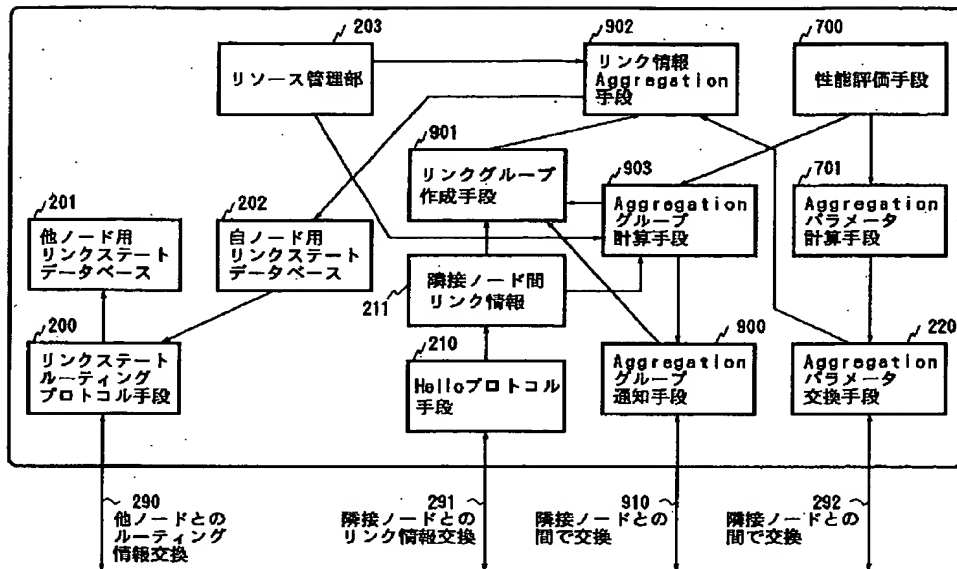 203
リソース管理部
902
リンク情報
Aggregation
手段
700
性能評価手段
901
リンクグループ
作成手段
903
Aggregation
グループ
計算手段
701
Aggregation
パラメータ
計算手段
201
他ノード用
リンクステート
データベース
202
自ノード用
リンクステート
データベース
211
隣接ノード間
リンク情報
200
リンクステート
ルーティング
プロトコル手段
210
Helloプロトコル
手段
900
Aggregation
グループ
通知手段
220
Aggregation
パラメータ
交換手段
290
他ノードとの
ルーティング
情報交換
291
隣接ノードとの
リンク情報交換
910
隣接ノードとの
間で交換
292
隣接ノードとの
間で交換